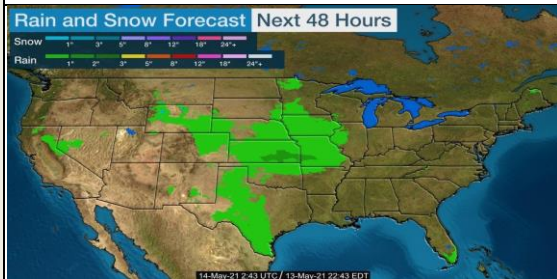 Rain and Snow Forecast Next 48 Hours
Snow 1" 3" 5" 8" 12" 18" 24"+
Rain 1" 2" 3" 5" 8" 12" 18" 24"+
14-May-21 2:43 UTC / 13-May-21 22:43 EDT